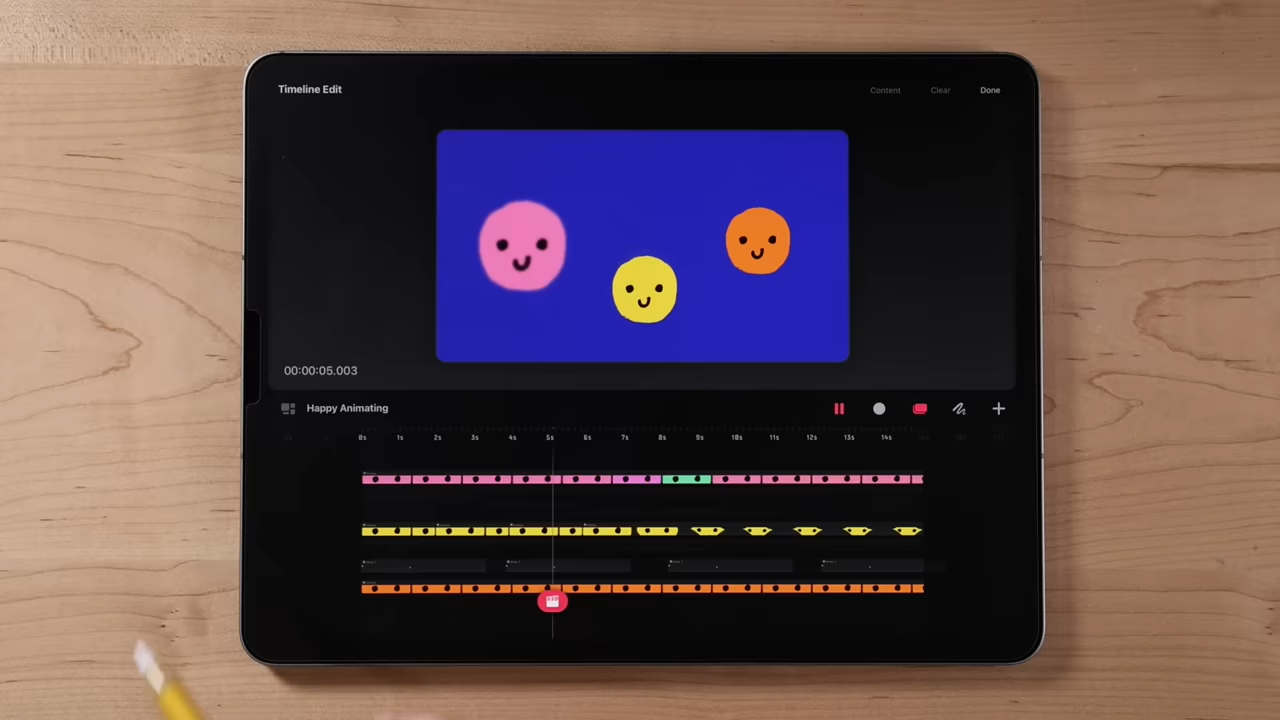 Timeline Edit
Content Clear Done
00:00:05.003
Happy Animating
0s 1s 2s 3s 4s 5s 6s 7s 8s 9s 10s 11s 12s 13s 14s